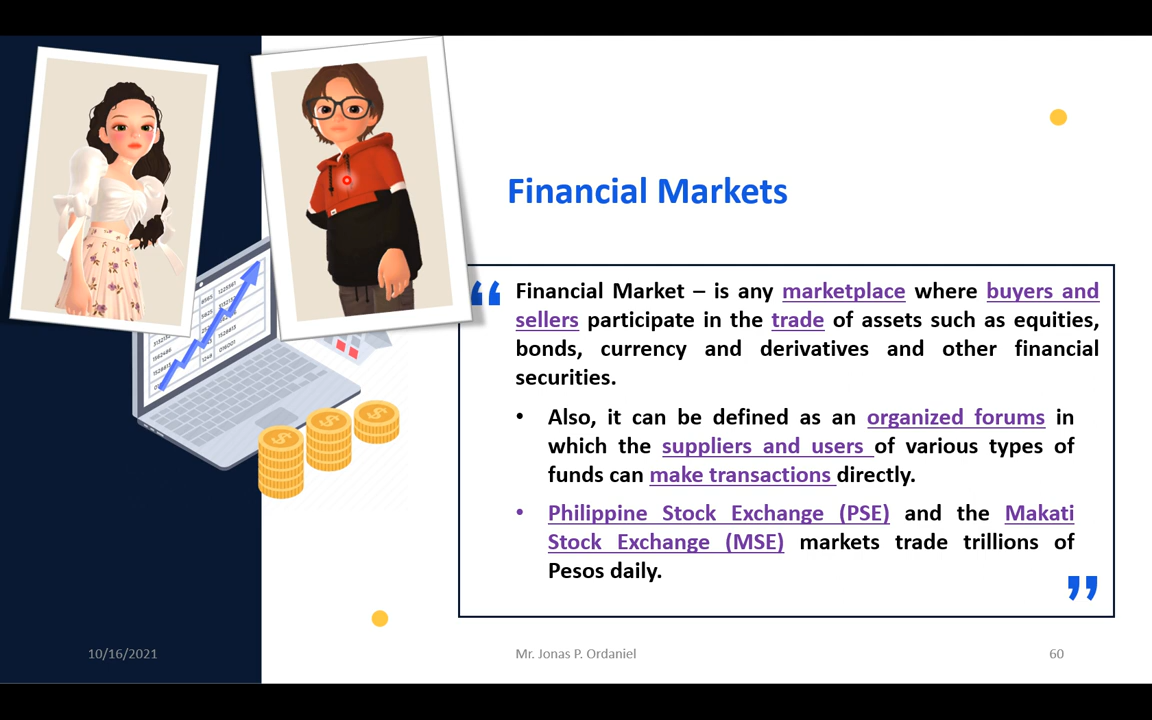 Financial Markets
“
Financial Market – is any marketplace where buyers and
sellers participate in the trade of assets such as equities,
bonds, currency and derivatives and other financial
securities.
• Also, it can be defined as an organized forums in
which the suppliers and users of various types of
funds can make transactions directly.
• Philippine Stock Exchange (PSE) and the Makati
Stock Exchange (MSE) markets trade trillions of
Pesos daily.
”
10/16/2021
Mr. Jonas P. Ordaniel
60